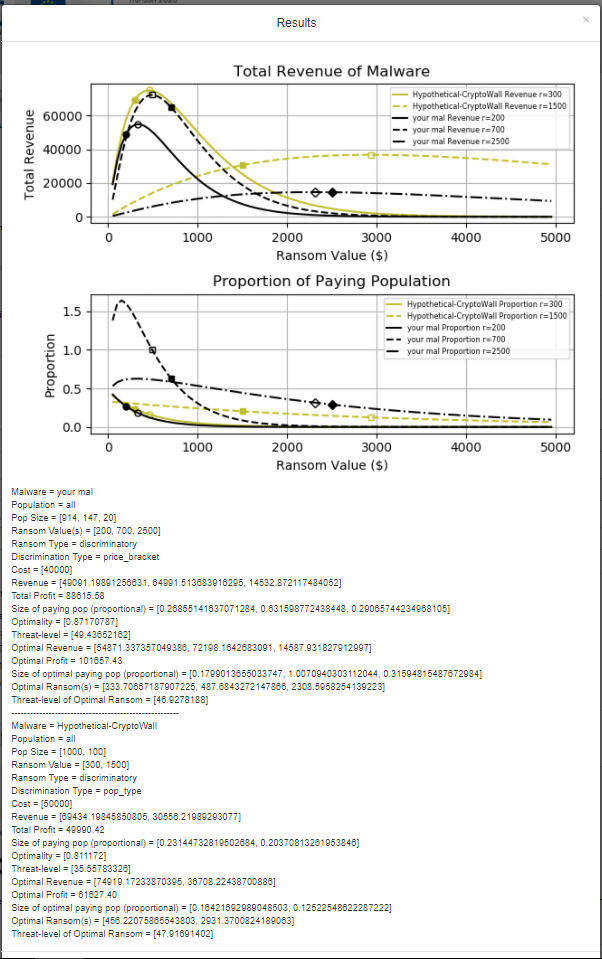 Results
×
Total Revenue of Malware
Total Revenue
60000
40000
20000
0
Hypothetical-CryptoWall Revenue r=300
Hypothetical-CryptoWall Revenue r=1500
your mal Revenue r=200
your mal Revenue r=700
your mal Revenue r=2500
0 1000 2000 3000 4000 5000
Ransom Value ($)
Proportion of Paying Population
Proportion
1.5
1.0
0.5
0.0
Hypothetical-CryptoWall Proportion r=300
Hypothetical-CryptoWall Proportion r=1500
your mal Proportion r=200
your mal Proportion r=700
your mal Proportion r=2500
0 1000 2000 3000 4000 5000
Ransom Value ($)
Malware = your mal
Population = all
Pop Size = [914, 147, 20]
Ransom Value(s) = [200, 700, 2500]
Ransom Type = discriminatory
Discrimination Type = price_bracket
Cost = [40000]
Revenue = [49091.19891256631, 64991.513683916295, 14532.872117484052]
Total Profit = 88615.58
Size of paying pop (proportional) = [0.26855141637071284, 0.631598772438448, 0.29065744234968105]
Optimality = [0.87170787]
Threat-level = [49.43652162]
Optimal Revenue = [54871.337357049386, 72198.1642683091, 14587.931827912997]
Optimal Profit = 101657.43
Size of optimal paying pop (proportional) = [0.1799013655033747, 1.0070940303112044, 0.31594815487672984]
Optimal Ransom(s) = [333.70667187907225, 487.6843272147866, 2308.5958254139223]
Threat-level of Optimal Ransom = [46.9278188]
------------------------------------------------------------
Malware = Hypothetical-CryptoWall
Population = all
Pop Size = [1000, 100]
Ransom Value = [300, 1500]
Ransom Type = discriminatory
Discrimination Type = pop_type
Cost = [50000]
Revenue = [69434.19845850805, 30556.21989293077]
Total Profit = 49990.42
Size of paying pop (proportional) = [0.23144732819502684, 0.20370813261953846]
Optimality = [0.811172]
Threat-level = [35.55783326]
Optimal Revenue = [74919.17233870395, 36708.22438700886]
Optimal Profit = 61627.40
Size of optimal paying pop (proportional) = [0.16421692989048503, 0.12522548622287222]
Optimal Ransom(s) = [456.22075865543803, 2931.3700824189063]
Threat-level of Optimal Ransom = [47.91691402]